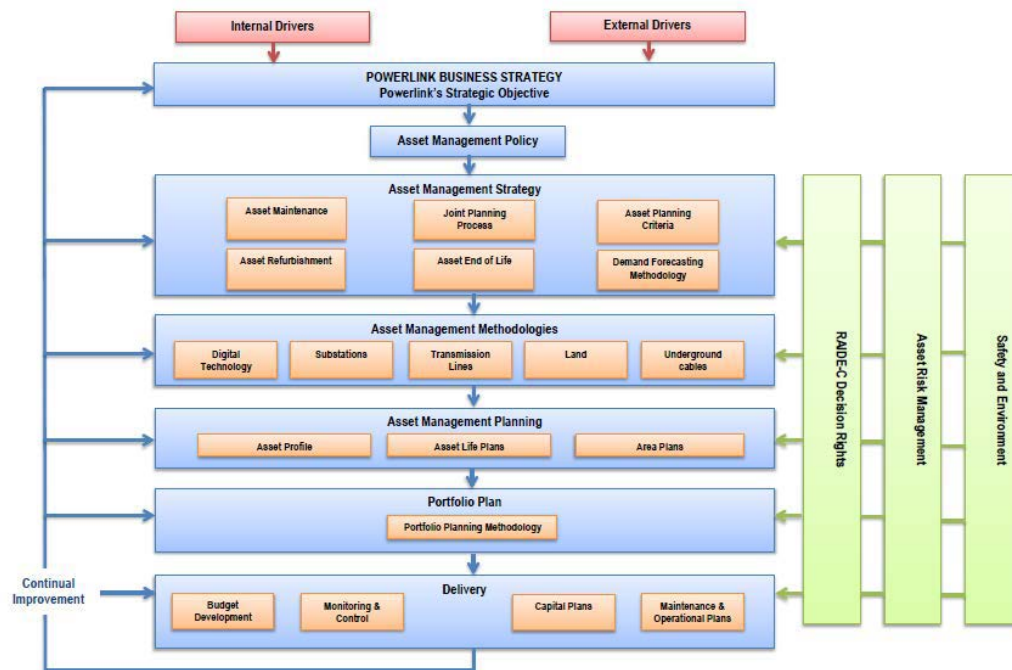 Internal Drivers
External Drivers
POWERLINK BUSINESS STRATEGY
Powerlink's Strategic Objective
Asset Management Policy
Asset Management Strategy
Asset Maintenance
Joint Planning
Process
Asset Planning
Criteria
Asset Refurbishment
Asset End of Life
Demand Forecasting
Methodology
Asset Management Methodologies
Digital
Technology
Substations
Transmission
Lines
Land
Underground
cables
Asset Management Planning
Asset Profile
Asset Life Plans
Area Plans
Portfolio Plan
Portfolio Planning Methodology
Delivery
Budget
Development
Monitoring &
Control
Capital Plans
Maintenance &
Operational Plans
Continual
Improvement
RAIDE-C Decision Rights
Asset Risk Management
Safety and Environment